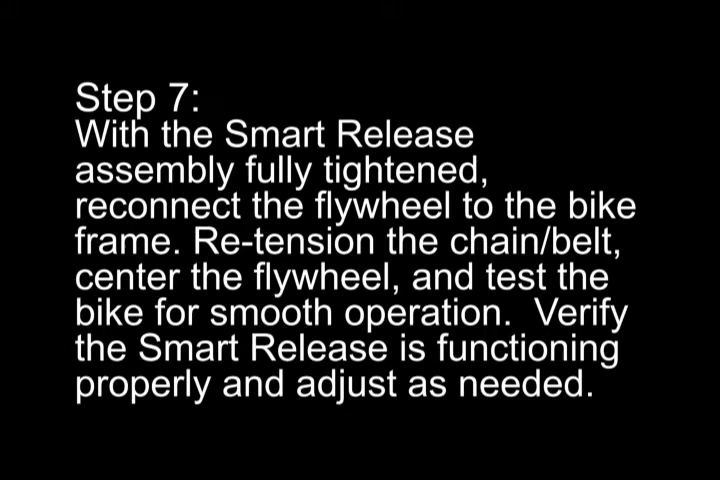 Step 7:
With the Smart Release
assembly fully tightened,
reconnect the flywheel to the bike
frame. Re-tension the chain/belt,
center the flywheel, and test the
bike for smooth operation.  Verify
the Smart Release is functioning
properly and adjust as needed.